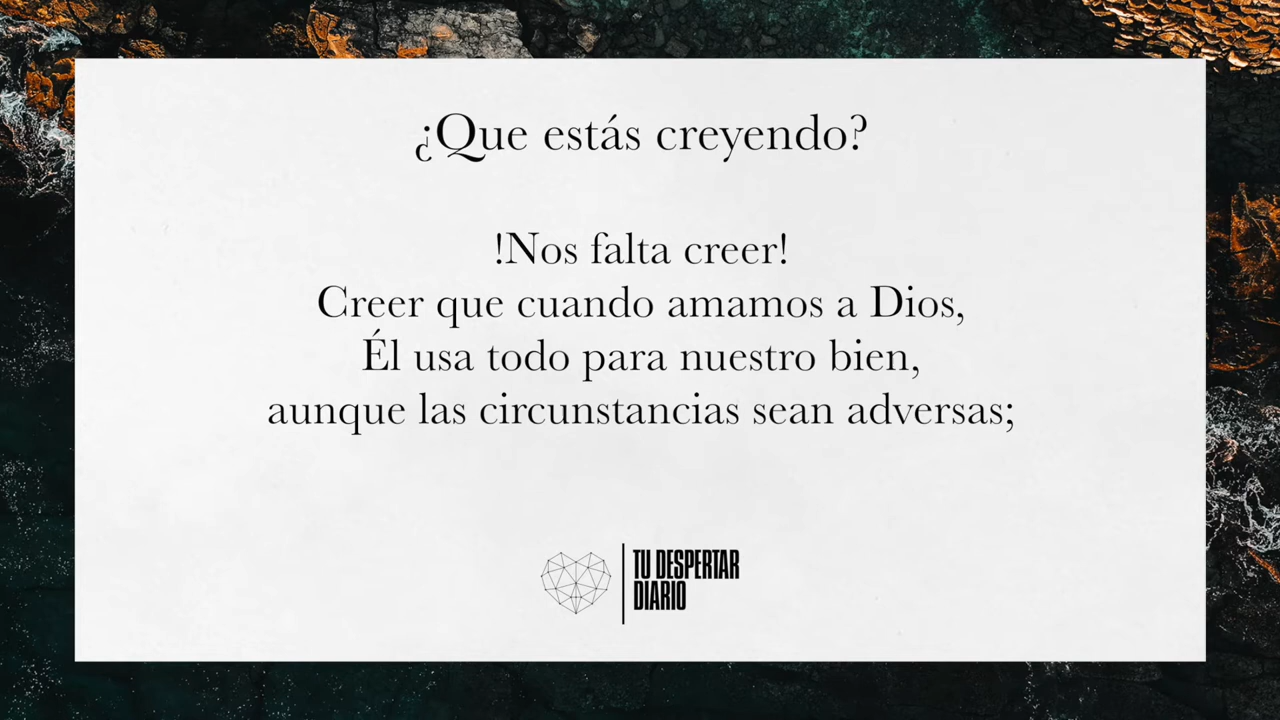 ¿Que estás creyendo?
!Nos falta creer!
Creer que cuando amamos a Dios,
Él usa todo para nuestro bien,
aunque las circunstancias sean adversas;
TU DESPERTAR
DIARIO